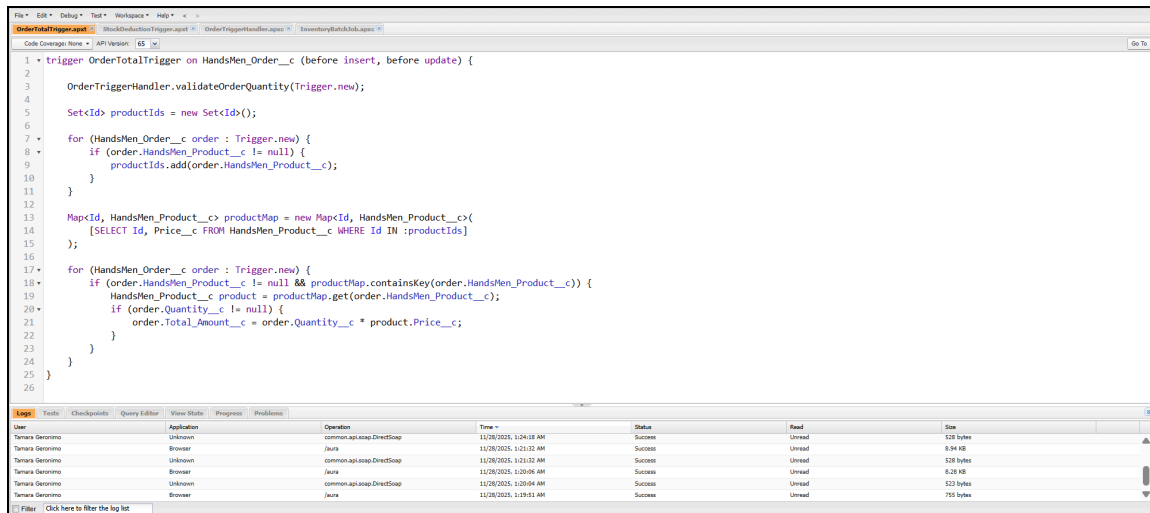 File Edit Debug Test Workspace Help < >
OrderTotalTrigger.apxt StockDeductionTrigger.apxt OrderTriggerHandler.apxc InventoryBatchJob.apxc
Code Coverage: None API Version: 65 Go To
1 trigger OrderTotalTrigger on HandsMen_Order__c (before insert, before update) {
2
3 OrderTriggerHandler.validateOrderQuantity(Trigger.new);
4
5 Set<Id> productIds = new Set<Id>();
6
7 for (HandsMen_Order__c order : Trigger.new) {
8 if (order.HandsMen_Product__c != null) {
9 productIds.add(order.HandsMen_Product__c);
10 }
11 }
12
13 Map<Id, HandsMen_Product__c> productMap = new Map<Id, HandsMen_Product__c>(
14 [SELECT Id, Price__c FROM HandsMen_Product__c WHERE Id IN :productIds]
15 );
16
17 for (HandsMen_Order__c order : Trigger.new) {
18 if (order.HandsMen_Product__c != null && productMap.containsKey(order.HandsMen_Product__c)) {
19 HandsMen_Product__c product = productMap.get(order.HandsMen_Product__c);
20 if (order.Quantity__c != null) {
21 order.Total_Amount__c = order.Quantity__c * product.Price__c;
22 }
23 }
24 }
25 }
26
Logs Tests Checkpoints Query Editor View State Progress Problems
User Application Operation Time Status Read Size
Tamara Geronimo Unknown common.api.soap.DirectSoap 11/28/2025, 1:24:18 AM Success Unread 528 bytes
Tamara Geronimo Browser /aura 11/28/2025, 1:21:32 AM Success Unread 8.94 KB
Tamara Geronimo Unknown common.api.soap.DirectSoap 11/28/2025, 1:21:32 AM Success Unread 528 bytes
Tamara Geronimo Browser /aura 11/28/2025, 1:20:06 AM Success Unread 8.28 KB
Tamara Geronimo Unknown common.api.soap.DirectSoap 11/28/2025, 1:20:04 AM Success Unread 523 bytes
Tamara Geronimo Browser /aura 11/28/2025, 1:19:51 AM Success Unread 755 bytes
Filter Click here to filter the log list